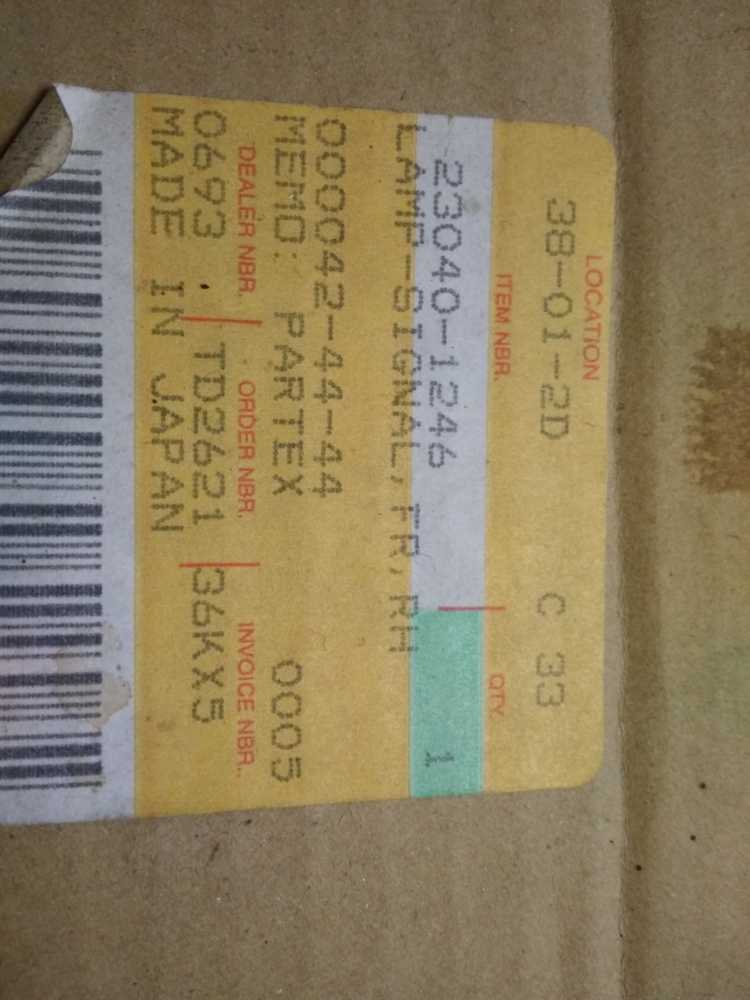 LOCATION
38-01-2D C 33
ITEM NBR. QTY.
23040-1246 1
LAMP-SIGNAL,FR,RH
000042-44-44
MEMO: PARTEX 0005
DEALER NBR. ORDER NBR. INVOICE NBR.
0693 TD2621 36KX5
MADE IN JAPAN